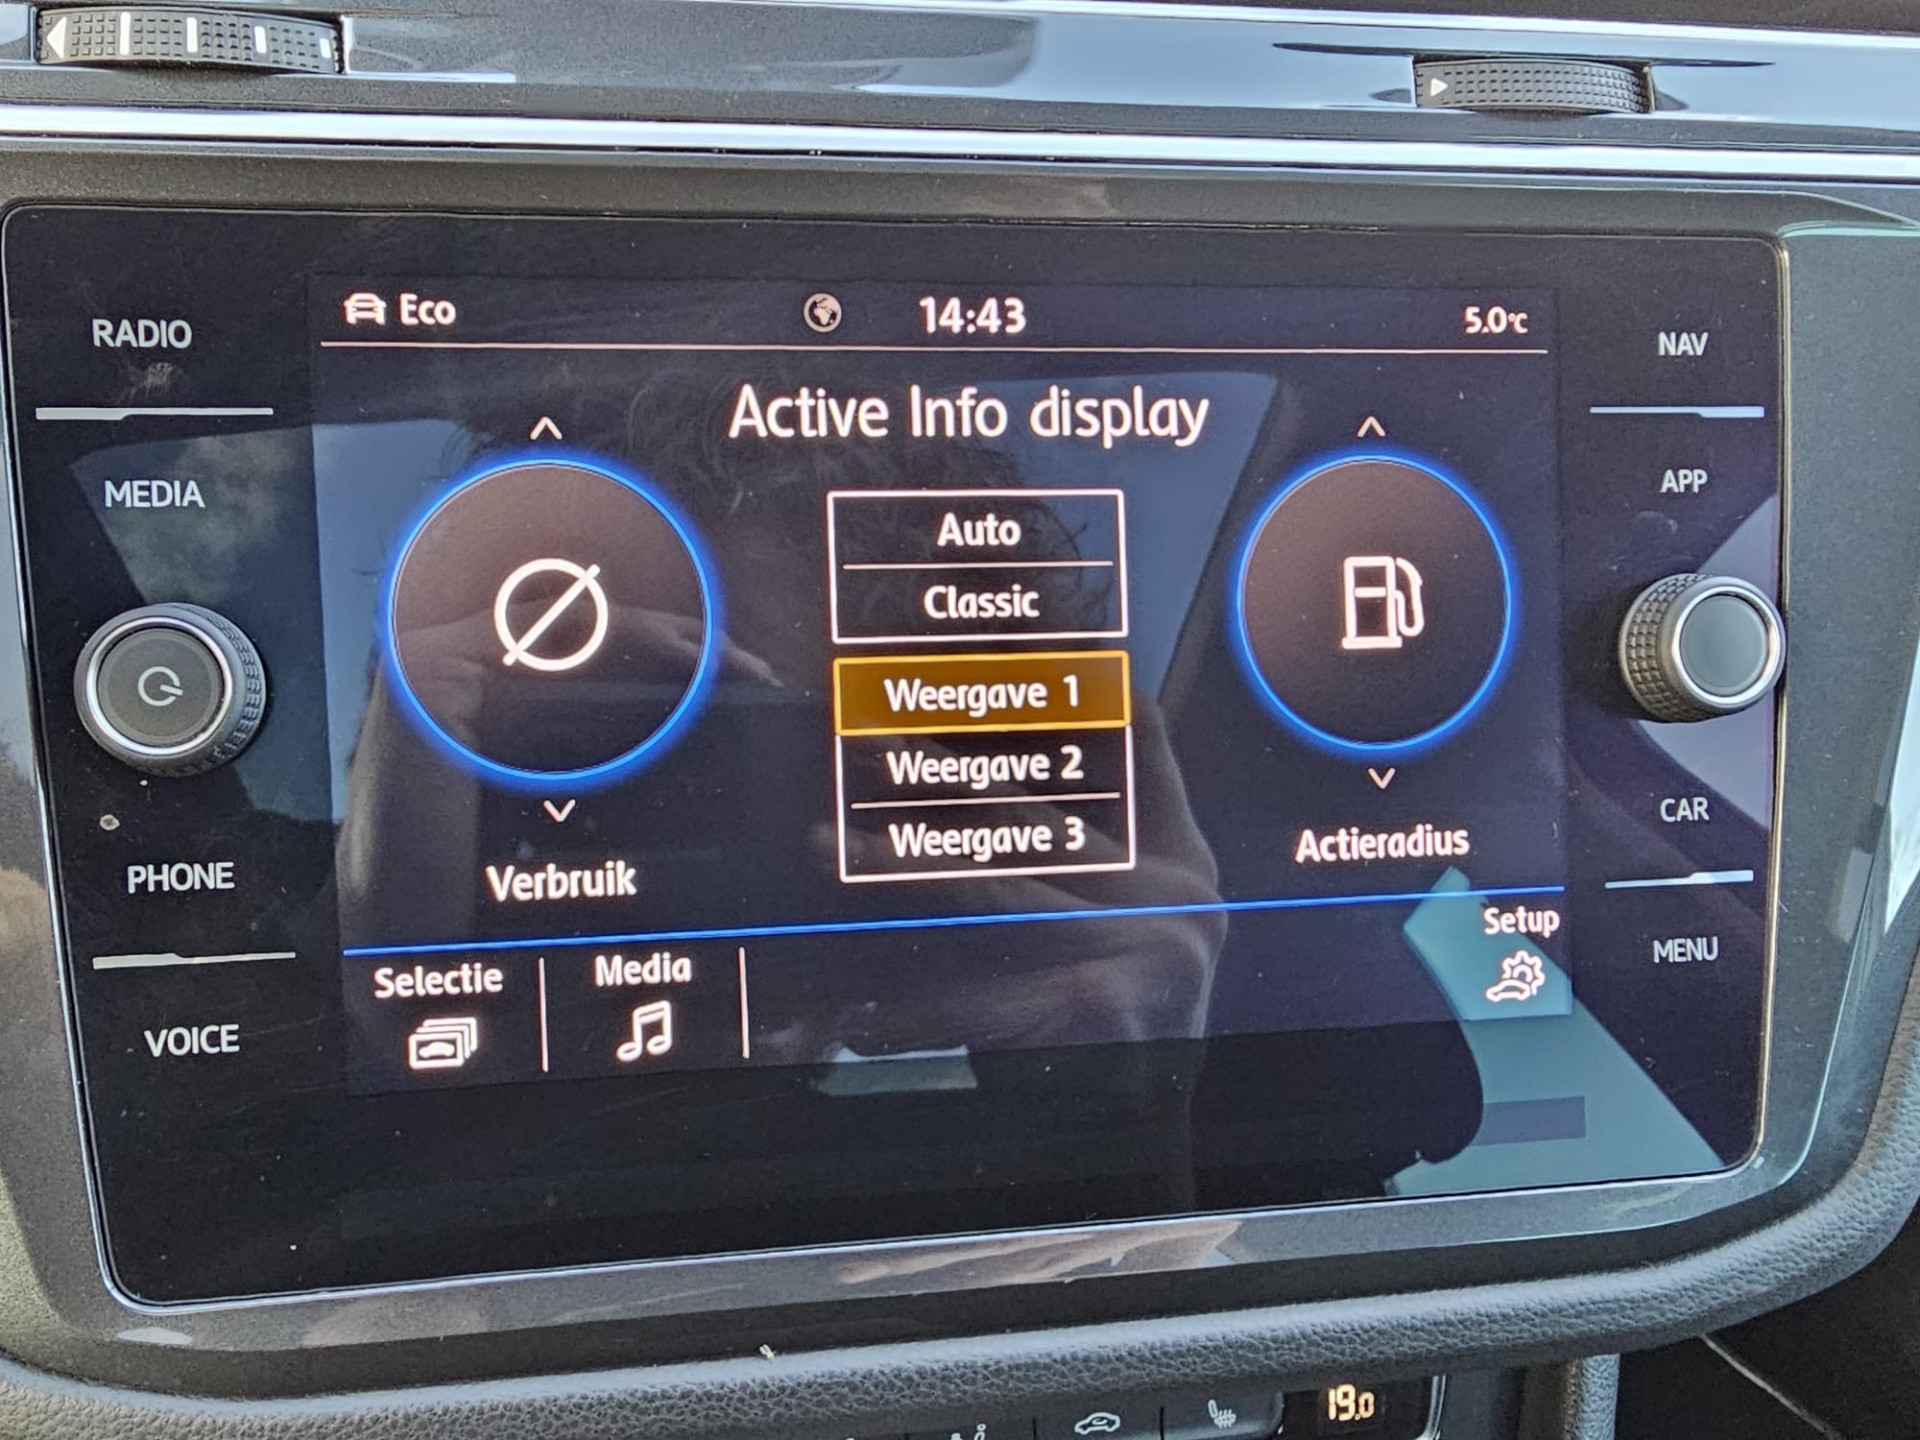 Eco 14:43 5.0°C
Active Info display
Auto
Classic
Weergave 1
Weergave 2
Weergave 3
Verbruik
Actieradius
Selectie
Media
Setup
RADIO
MEDIA
PHONE
VOICE
NAV
APP
CAR
MENU
19.0